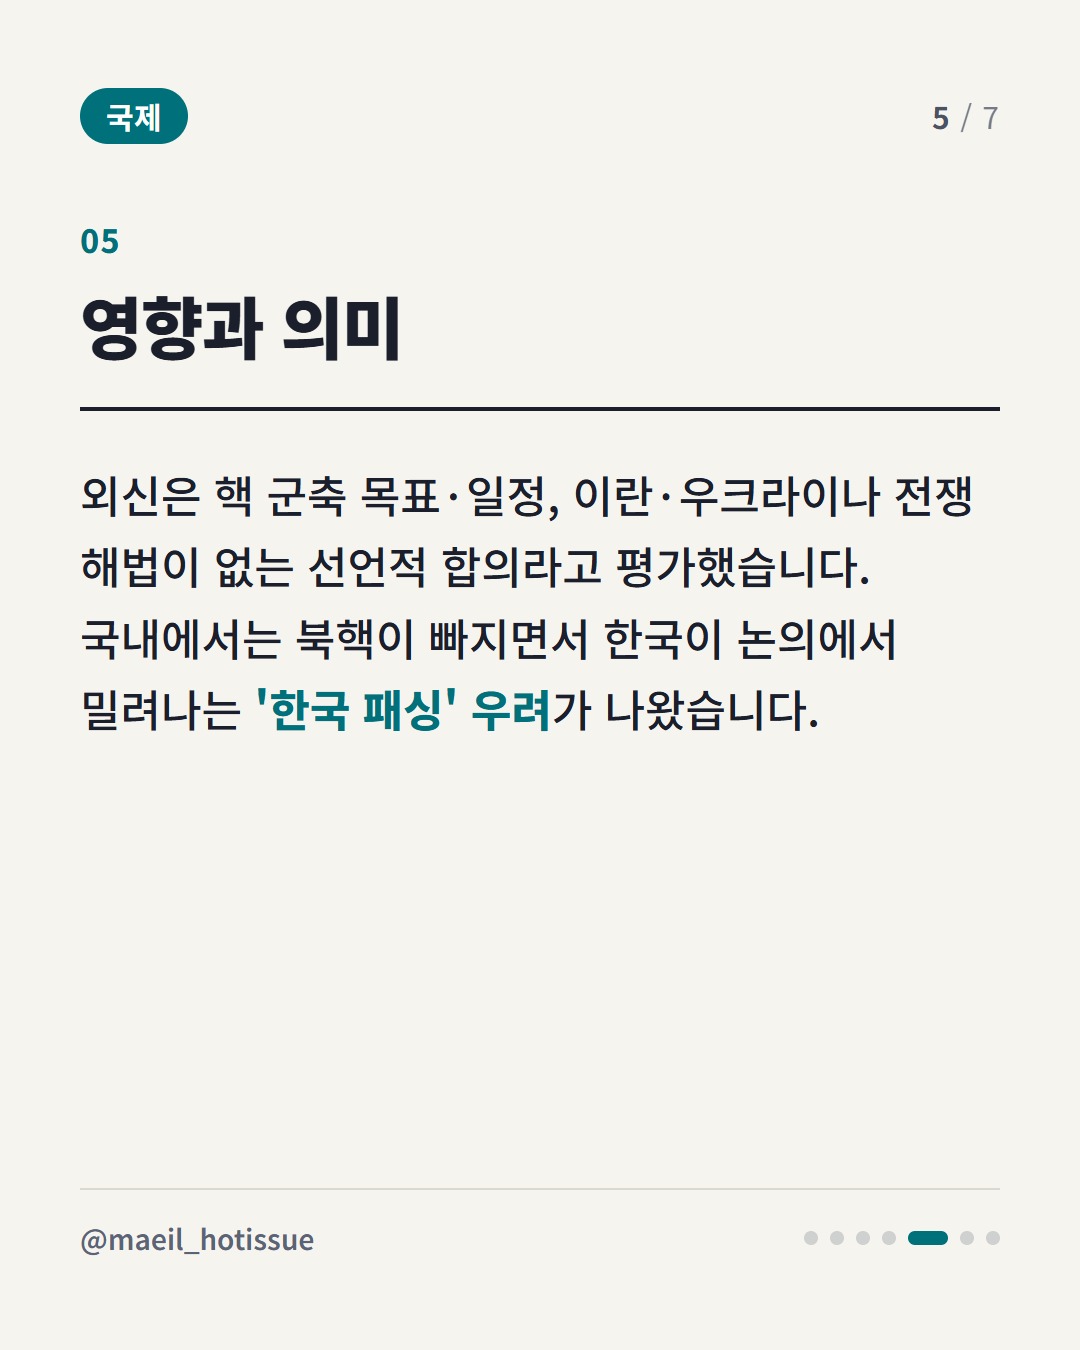 국제
5 / 7
05
영향과 의미
외신은 핵 군축 목표·일정, 이란·우크라이나 전쟁
해법이 없는 선언적 합의라고 평가했습니다.
국내에서는 북핵이 빠지면서 한국이 논의에서
밀려나는 '한국 패싱' 우려가 나왔습니다.
@maeil_hotissue